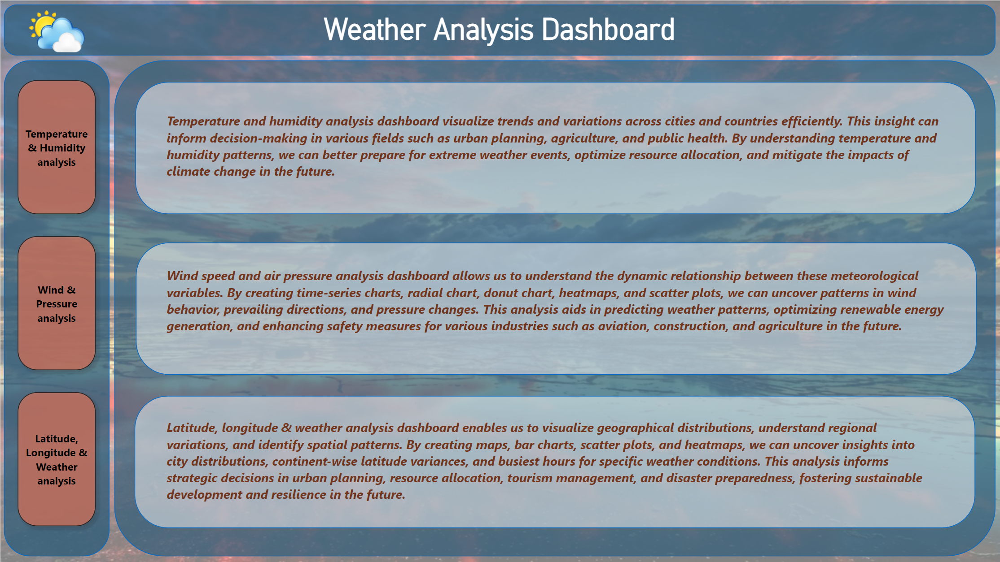 Weather Analysis Dashboard
Temperature
& Humidity
analysis
Temperature and humidity analysis dashboard visualize trends and variations across cities and countries efficiently. This insight can
inform decision-making in various fields such as urban planning, agriculture, and public health. By understanding temperature and
humidity patterns, we can better prepare for extreme weather events, optimize resource allocation, and mitigate the impacts of
climate change in the future.
Wind &
Pressure
analysis
Wind speed and air pressure analysis dashboard allows us to understand the dynamic relationship between these meteorological
variables. By creating time-series charts, radial chart, donut chart, heatmaps, and scatter plots, we can uncover patterns in wind
behavior, prevailing directions, and pressure changes. This analysis aids in predicting weather patterns, optimizing renewable energy
generation, and enhancing safety measures for various industries such as aviation, construction, and agriculture in the future.
Latitude,
Longitude &
Weather
analysis
Latitude, longitude & weather analysis dashboard enables us to visualize geographical distributions, understand regional
variations, and identify spatial patterns. By creating maps, bar charts, scatter plots, and heatmaps, we can uncover insights into
city distributions, continent-wise latitude variances, and busiest hours for specific weather conditions. This analysis informs
strategic decisions in urban planning, resource allocation, tourism management, and disaster preparedness, fostering sustainable
development and resilience in the future.